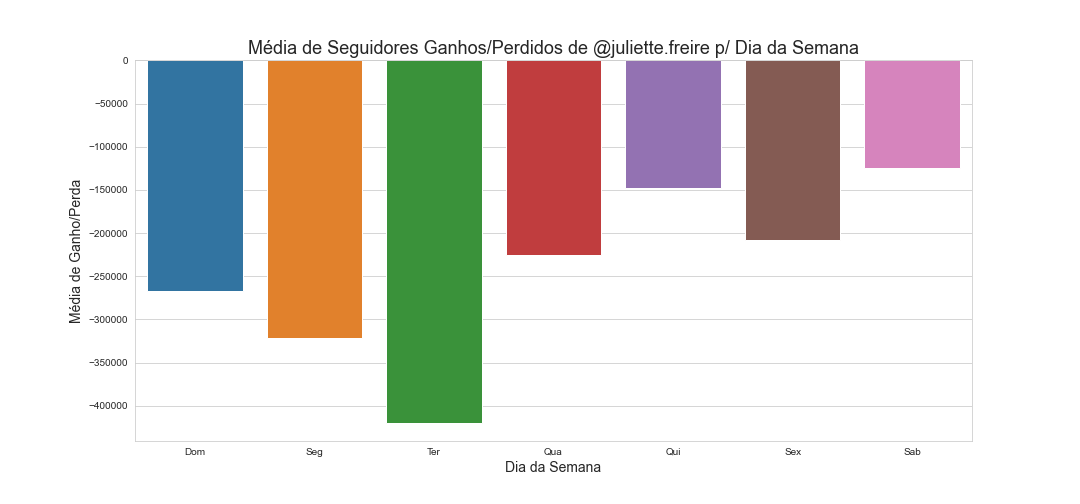 Média de Seguidores Ganhos/Perdidos de @juliette.freire p/ Dia da Semana
0
−50000
−100000
−150000
−200000
−250000
−300000
−350000
−400000
Média de Ganho/Perda
Dom Seg Ter Qua Qui Sex Sab
Dia da Semana